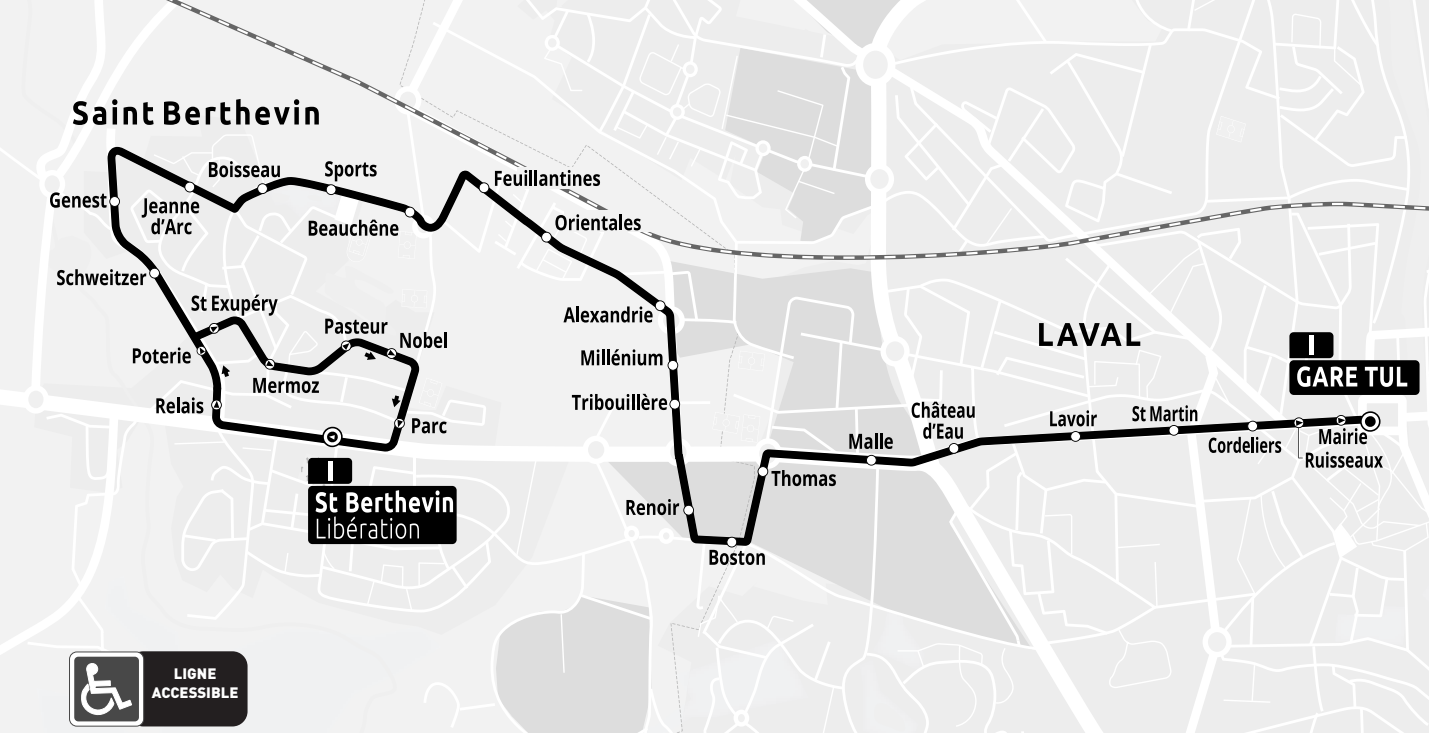 Saint Berthevin
Boisseau
Sports
Feuillantines
Genest
Jeanne
d'Arc
Beauchêne
Orientales
Schweitzer
St Exupéry
Alexandrie
Pasteur
Nobel
LAVAL
I
GARE TUL
Poterie
Mermoz
Millénium
Relais
Parc
Tribouillère
Château
d'Eau
Lavoir
St Martin
Malle
Cordeliers
Mairie
Ruisseaux
I
St Berthevin
Libération
Thomas
Renoir
Boston
LIGNE
ACCESSIBLE